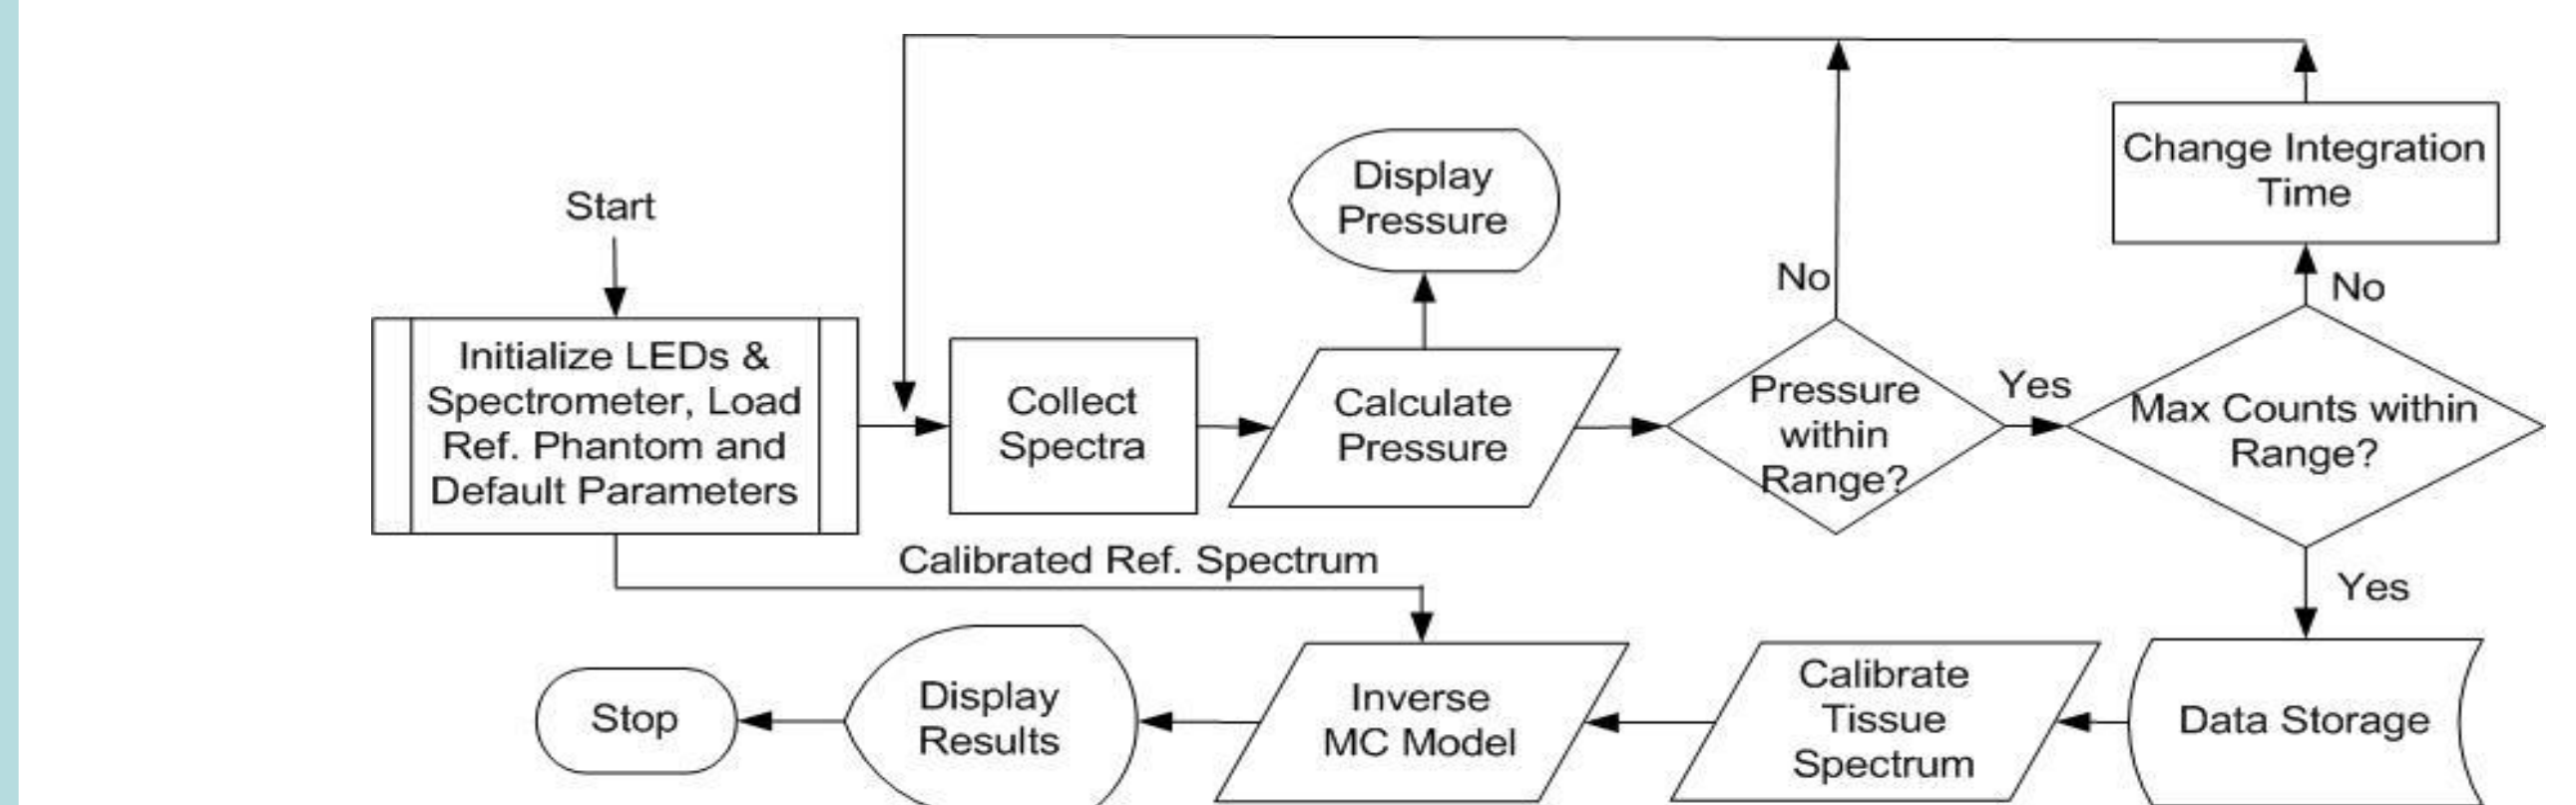 Start
Initialize LEDs &
Spectrometer, Load
Ref. Phantom and
Default Parameters
Collect
Spectra
Calculate
Pressure
Display
Pressure
Pressure
within
Range?
No
Yes
Max Counts within
Range?
No
Change Integration
Time
Yes
Data Storage
Calibrate
Tissue
Spectrum
Calibrated Ref. Spectrum
Inverse
MC Model
Display
Results
Stop